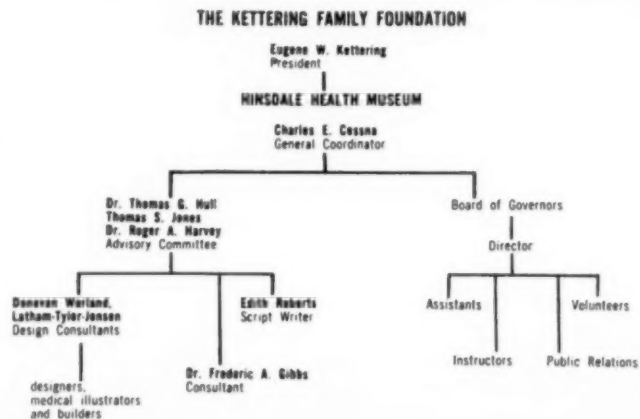 THE KETTERING FAMILY FOUNDATION
Eugene W. Kettering
President
HINSDALE HEALTH MUSEUM
Charles E. Cessna
General Coordinator
Dr. Thomas G. Hull
Thomas S. Jones
Dr. Roger A. Harvey
Advisory Committee
Board of Governors
Director
Donovan Worland,
Latham-Tyler-Jensen
Design Consultants
Edith Roberts
Script Writer
Assistants
Volunteers
Dr. Frederic A. Gibbs
Consultant
Instructors
Public Relations
designers,
medical illustrators
and builders